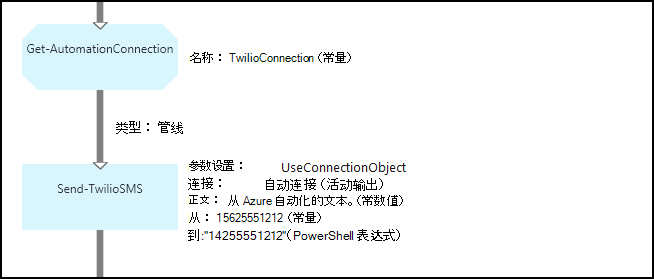 Get-AutomationConnection
名称： TwilioConnection (常量)
类型： 管线
Send-TwilioSMS
参数设置： UseConnectionObject
连接： 自动连接 (活动输出)
正文： 从 Azure 自动化的文本。(常数值)
从： 15625551212 (常量)
到:"14255551212"( PowerShell 表达式)